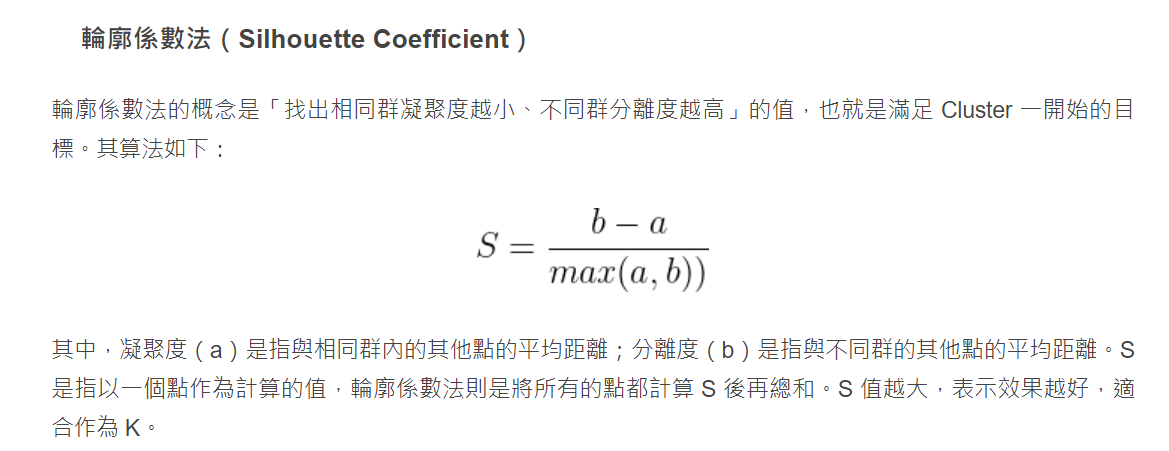 輪廓係數法（Silhouette Coefficient）
輪廓係數法的概念是「找出相同群凝聚度越小、不同群分離度越高」的值，也就是滿足 Cluster 一開始的目
標。其算法如下：
S = \frac{b - a}{max(a, b))}
其中，凝聚度（a）是指與相同群內的其他點的平均距離；分離度（b）是指與不同群的其他點的平均距離。S
是指以一個點作為計算的值，輪廓係數法則是將所有的點都計算 S 後再總和。S 值越大，表示效果越好，適
合作為 K。